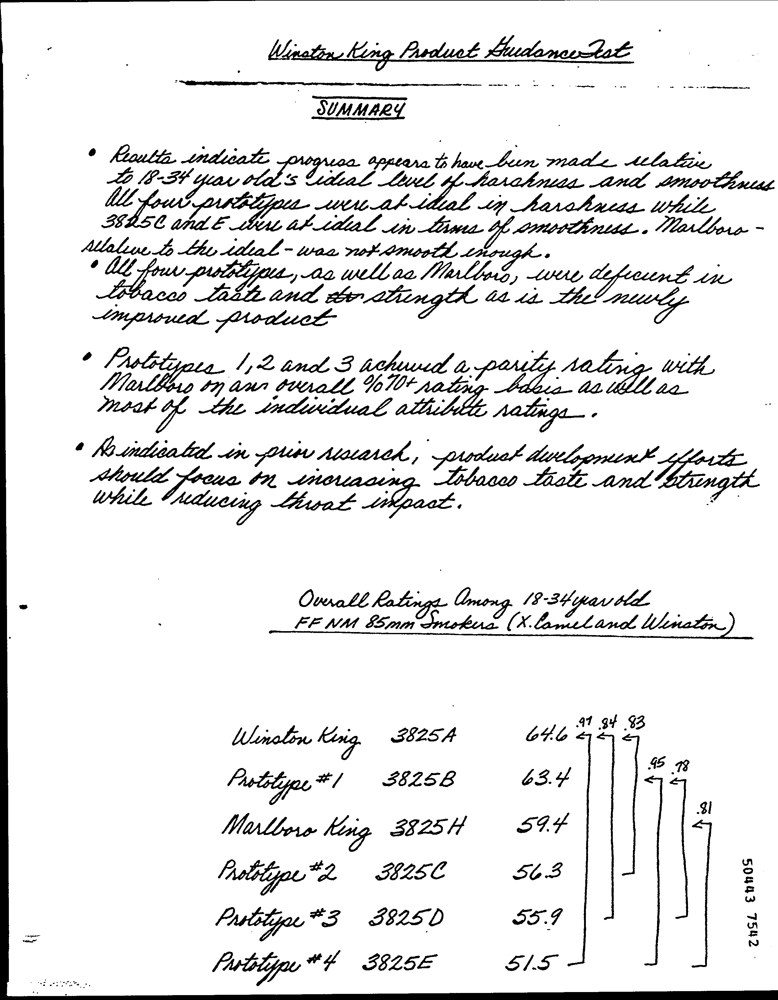 Winston King Product Guidance Test
SUMMARY
• Results indicate progress appears to have been made relative
to 18-34 year old's ideal level of harshness and smoothness
All four prototypes were at ideal in harshness while
3825C and E were at ideal in terms of smoothness. Marlboro -
relative to the ideal - was not smooth enough.
• All four prototypes, as well as Marlboro, were deficient in
tobacco taste and strength as is the newly
improved product
• Prototypes 1, 2 and 3 achieved a parity rating with
Marlboro on an overall %70+ rating basis as well as
most of the individual attribute ratings.
• As indicated in prior research, product development efforts
should focus on increasing tobacco taste and strength
while reducing throat impact.
Overall Ratings Among 18-34 year old
FF NM 85mm Smokers (X. Camel and Winston)
.97 .84 .83
Winston King 3825A 64.6
.95 .78
Prototype #1 3825B 63.4
.81
Marlboro King 3825H 59.4
Prototype #2 3825C 56.3
Prototype #3 3825D 55.9
Prototype #4 3825E 51.5
50443 7542